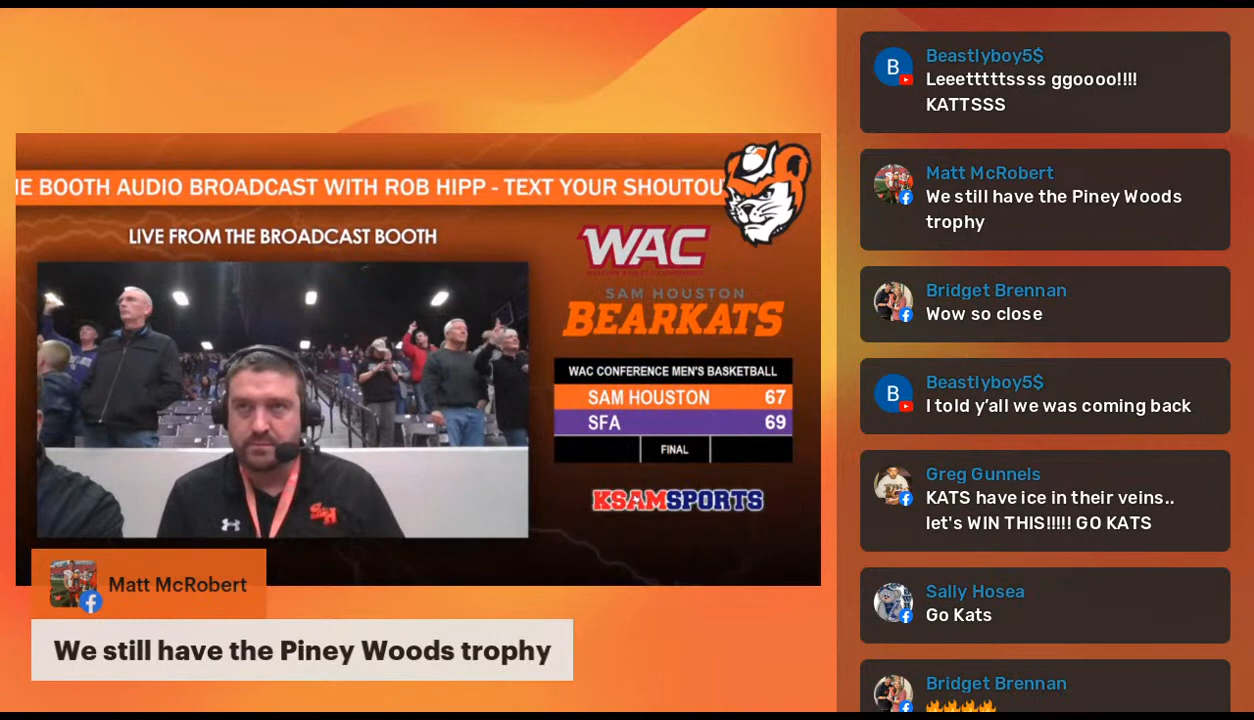 IE BOOTH AUDIO BROADCAST WITH ROB HIPP - TEXT YOUR SHOUTOU
LIVE FROM THE BROADCAST BOOTH
WAC
SAM HOUSTON
BEARKATS
WAC CONFERENCE MEN'S BASKETBALL
SAM HOUSTON 67
SFA 69
FINAL
KSAMSPORTS
SH
Matt McRobert
We still have the Piney Woods trophy
B
Beastlyboy5$
Leeetttttssss ggoooo!!!!
KATTSSS
Matt McRobert
We still have the Piney Woods
trophy
Bridget Brennan
Wow so close
B
Beastlyboy5$
I told y’all we was coming back
Greg Gunnels
KATS have ice in their veins..
let's WIN THIS!!!!! GO KATS
Sally Hosea
Go Kats
Bridget Brennan
🔥🔥🔥🔥